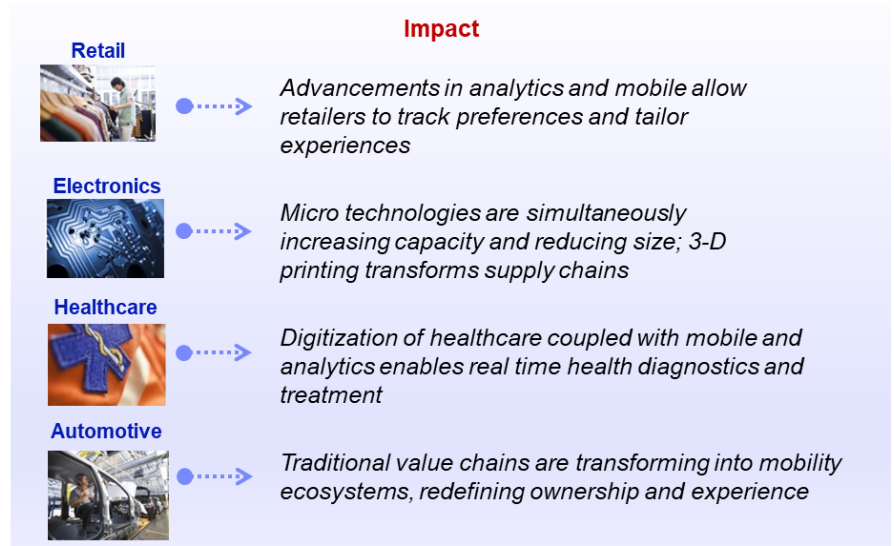 Impact
Retail
Advancements in analytics and mobile allow
retailers to track preferences and tailor
experiences
Electronics
Micro technologies are simultaneously
increasing capacity and reducing size; 3-D
printing transforms supply chains
Healthcare
Digitization of healthcare coupled with mobile and
analytics enables real time health diagnostics and
treatment
Automotive
Traditional value chains are transforming into mobility
ecosystems, redefining ownership and experience